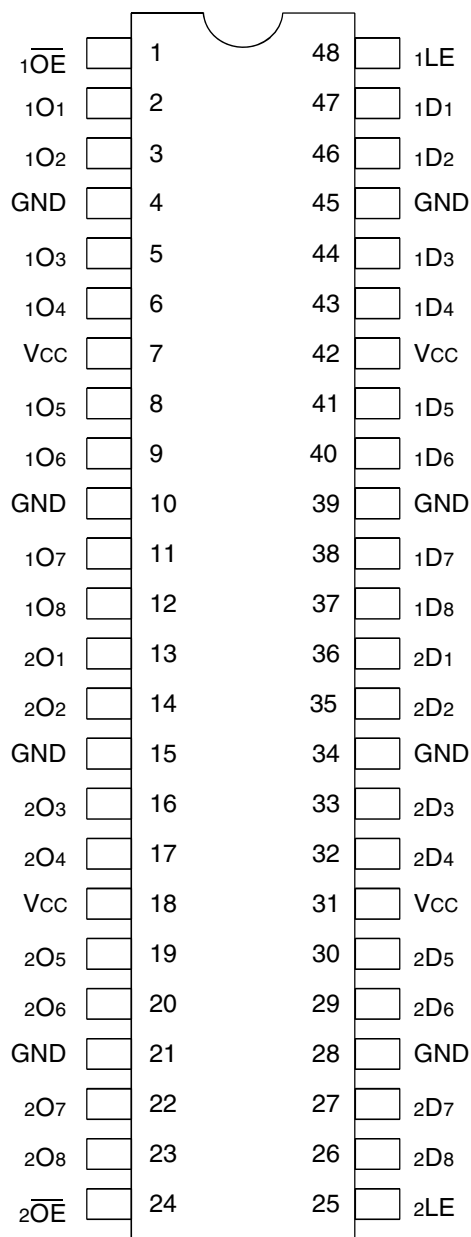 1OE 1 48 1LE
1O1 2 47 1D1
1O2 3 46 1D2
GND 4 45 GND
1O3 5 44 1D3
1O4 6 43 1D4
VCC 7 42 VCC
1O5 8 41 1D5
1O6 9 40 1D6
GND 10 39 GND
1O7 11 38 1D7
1O8 12 37 1D8
2O1 13 36 2D1
2O2 14 35 2D2
GND 15 34 GND
2O3 16 33 2D3
2O4 17 32 2D4
VCC 18 31 VCC
2O5 19 30 2D5
2O6 20 29 2D6
GND 21 28 GND
2O7 22 27 2D7
2O8 23 26 2D8
2OE 24 25 2LE